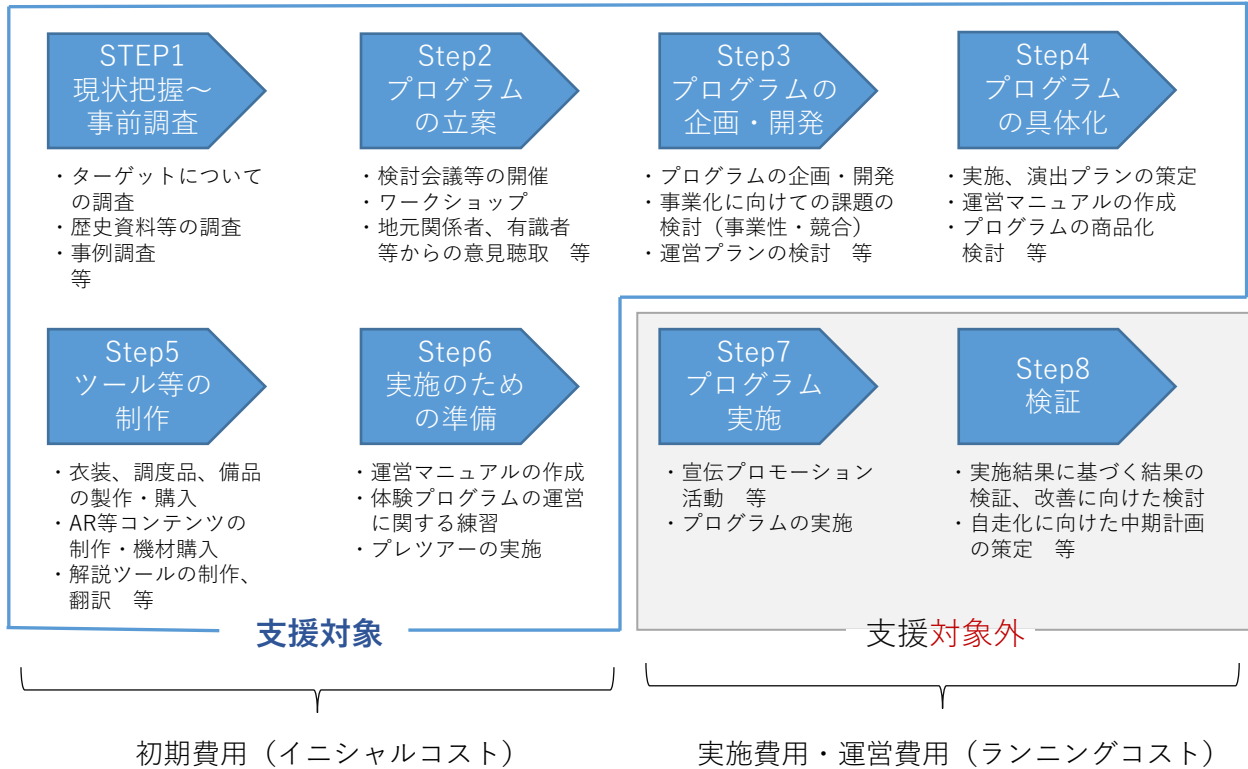 STEP1
現状把握～
事前調査
・ターゲットについて
の調査
・歴史資料等の調査
・事例調査
等
Step2
プログラム
の立案
・検討会議等の開催
・ワークショップ
・地元関係者、有識者
等からの意見聴取　等
Step3
プログラムの
企画・開発
・プログラムの企画・開発
・事業化に向けての課題の
検討（事業性・競合）
・運営プランの検討　等
Step4
プログラム
の具体化
・実施、演出プランの策定
・運営マニュアルの作成
・プログラムの商品化
検討　等
Step5
ツール等の
制作
・衣装、調度品、備品
の製作・購入
・AR等コンテンツの
制作・機材購入
・解説ツールの制作、
翻訳　等
Step6
実施のため
の準備
・運営マニュアルの作成
・体験プログラムの運営
に関する練習
・プレツアーの実施
Step7
プログラム
実施
・宣伝プロモーション
活動　等
・プログラムの実施
Step8
検証
・実施結果に基づく結果の
検証、改善に向けた検討
・自走化に向けた中期計画
の策定　等
支援対象
支援対象外
初期費用（イニシャルコスト）
実施費用・運営費用（ランニングコスト）